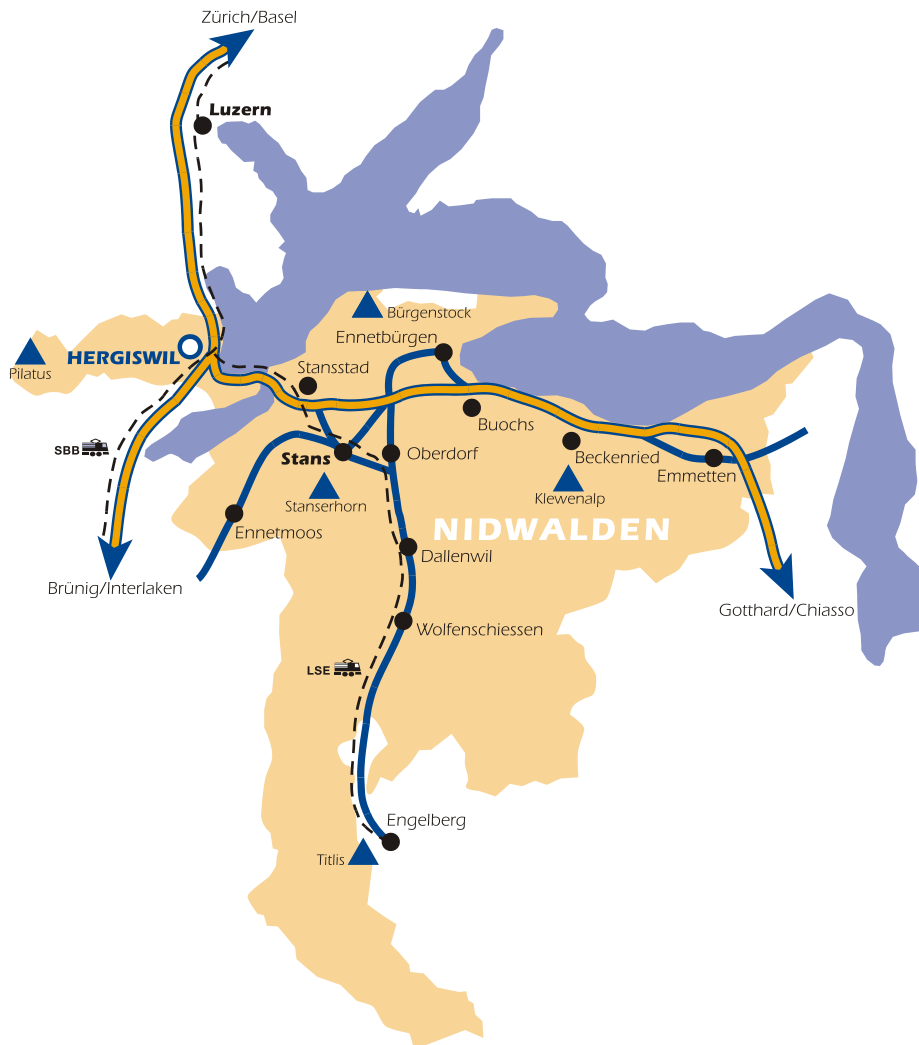 Zürich/Basel
Luzern
Bürgenstock
Ennetbürgen
HERGISWIL
Pilatus
Stansstad
Buochs
SBB
Stans
Oberdorf
Beckenried
Emmetten
Stanserhorn
Klewenalp
Ennetmoos
NIDWALDEN
Dallenwil
Brünig/Interlaken
Gotthard/Chiasso
Wolfenschiessen
LSE
Engelberg
Titlis